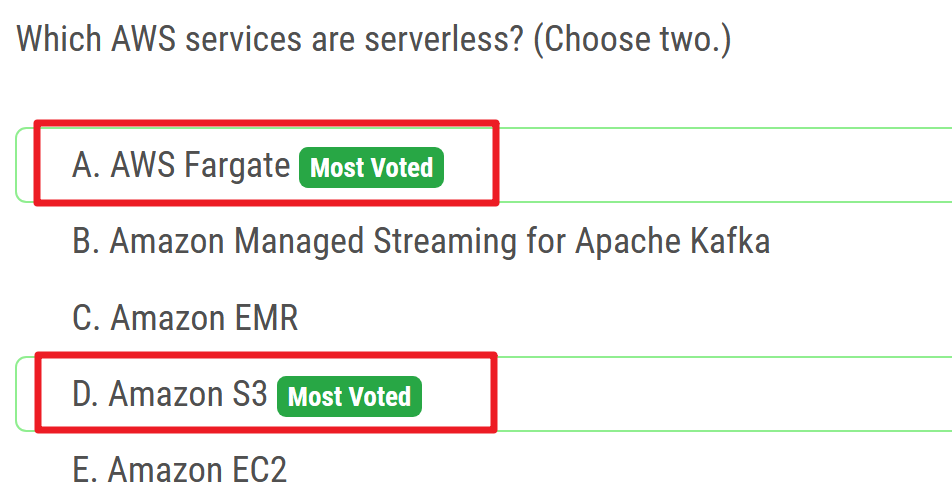 Which AWS services are serverless? (Choose two.)
A. AWS Fargate Most Voted
B. Amazon Managed Streaming for Apache Kafka
C. Amazon EMR
D. Amazon S3 Most Voted
E. Amazon EC2